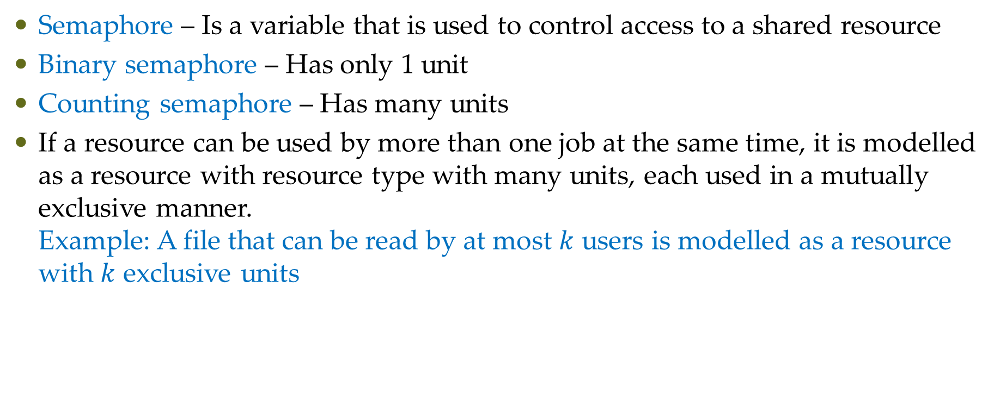 • Semaphore – Is a variable that is used to control access to a shared resource
• Binary semaphore – Has only 1 unit
• Counting semaphore – Has many units
• If a resource can be used by more than one job at the same time, it is modelled
as a resource with resource type with many units, each used in a mutually
exclusive manner.
Example: A file that can be read by at most k users is modelled as a resource
with k exclusive units